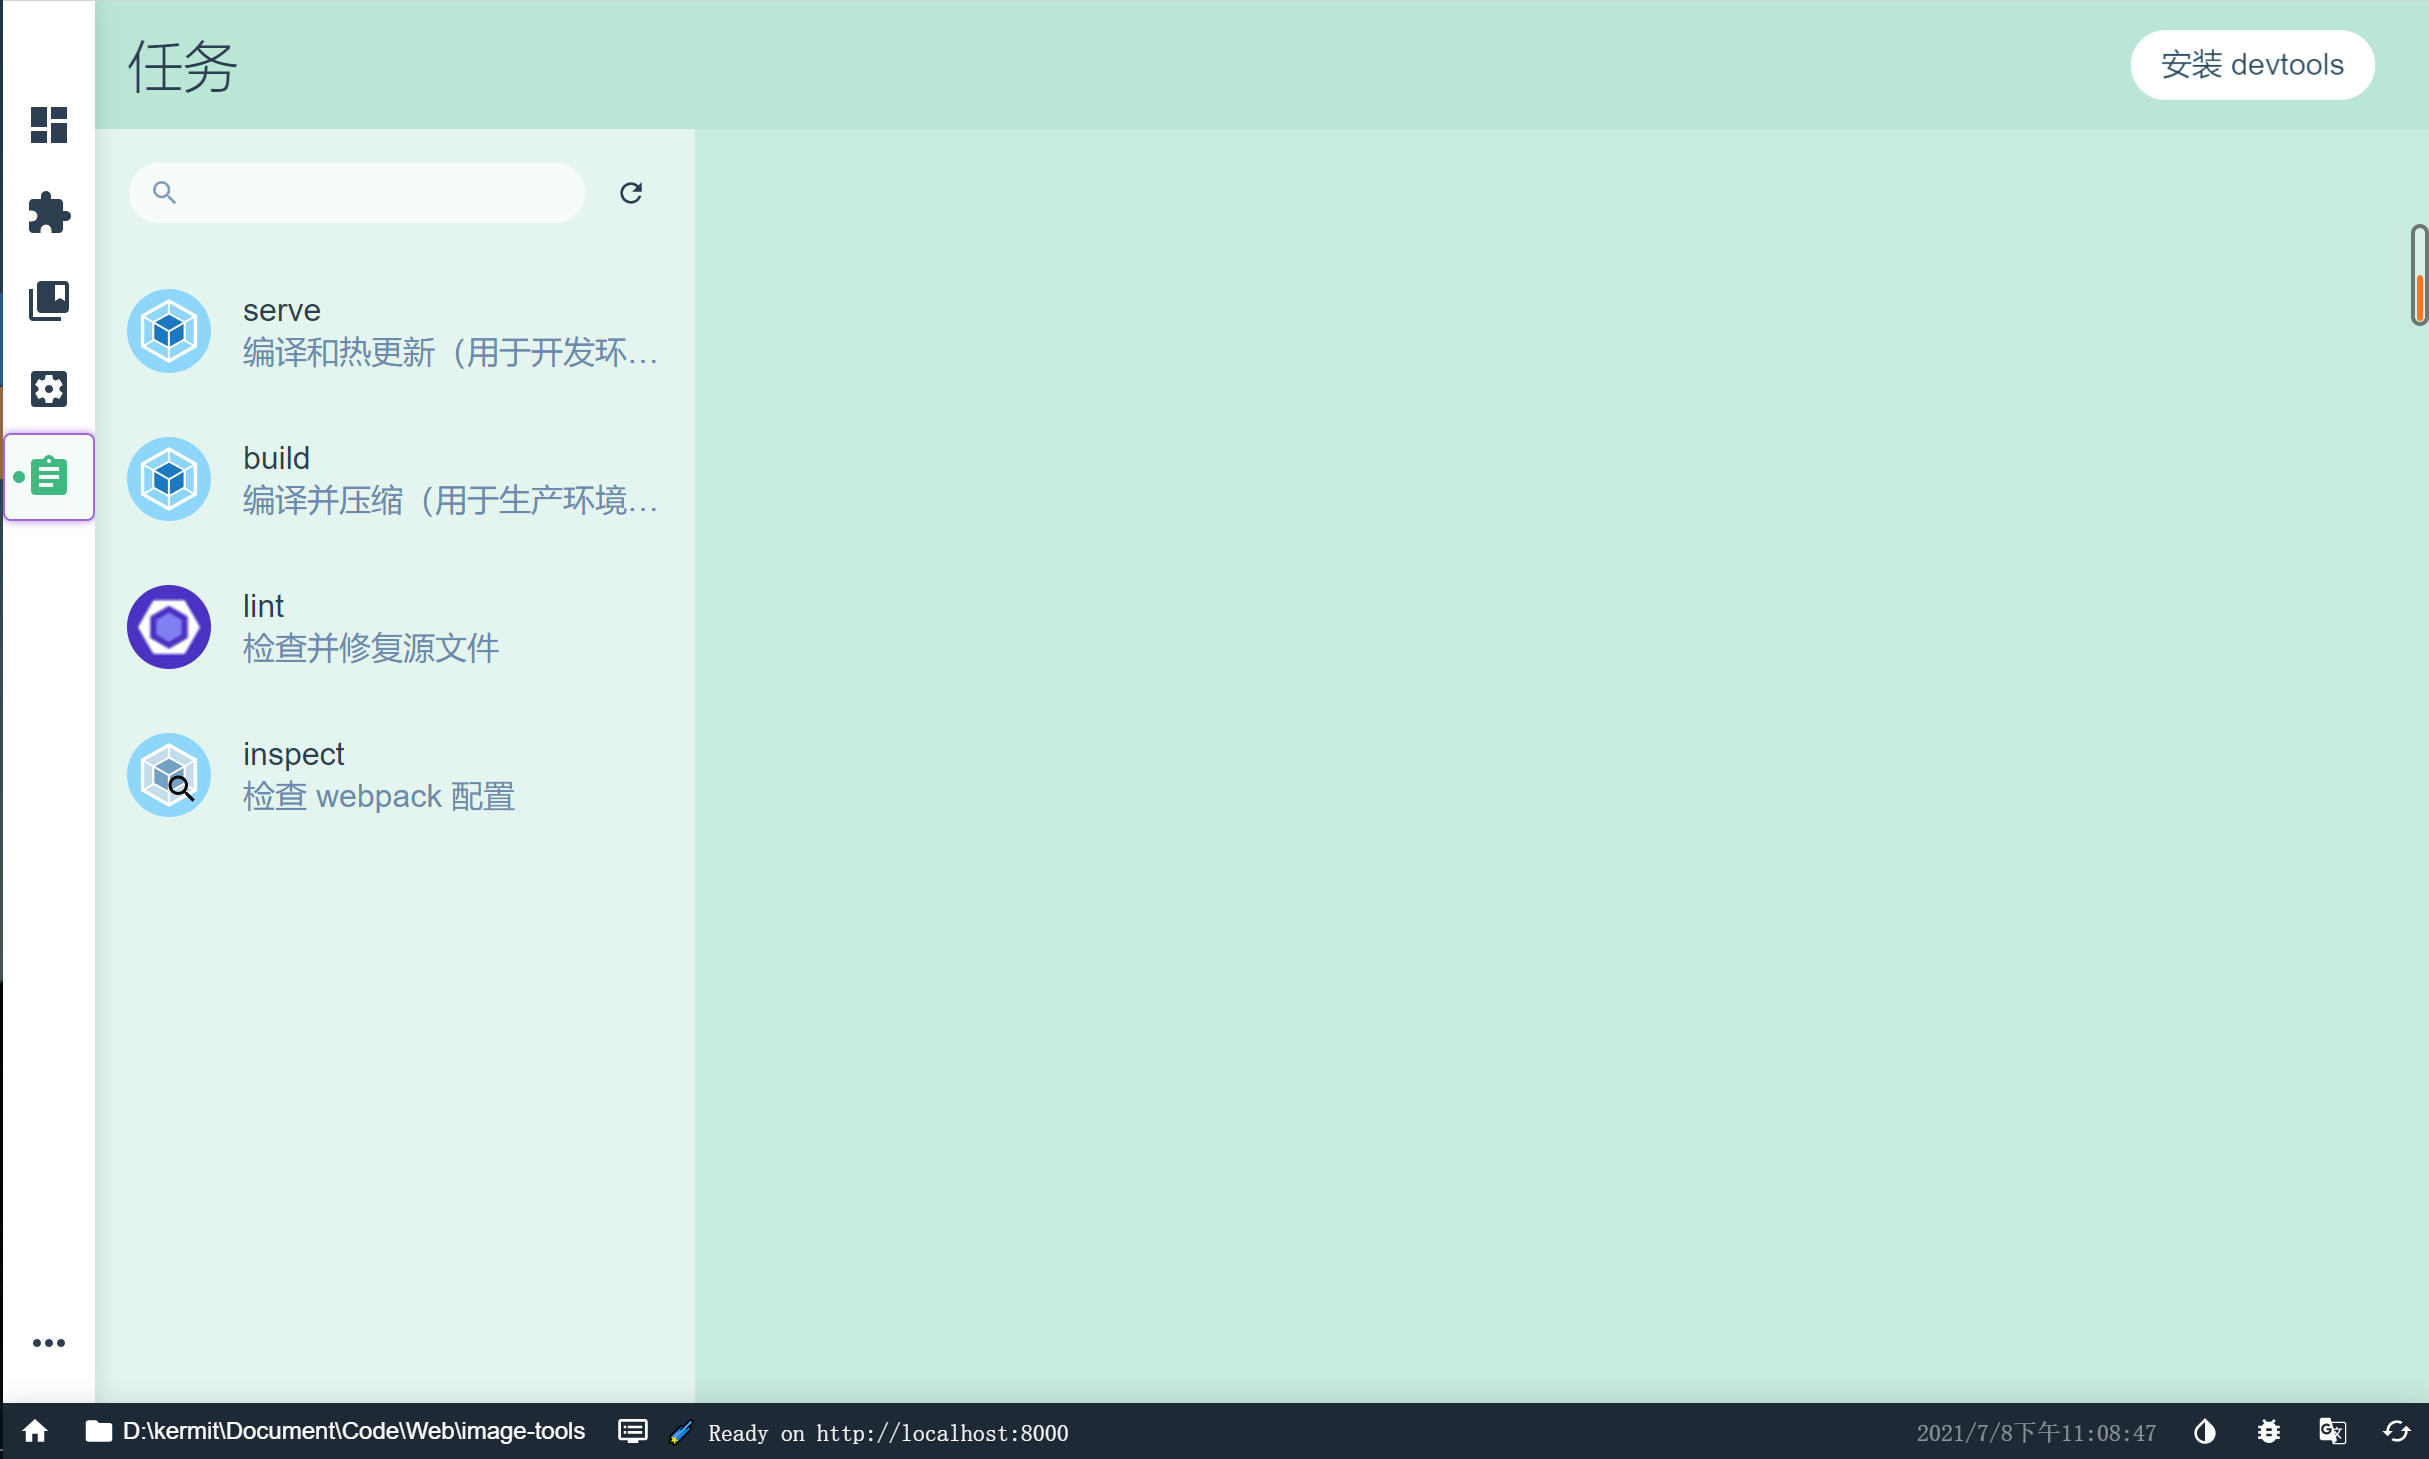 任务
安装 devtools
serve
编译和热更新（用于开发环…
build
编译并压缩（用于生产环境…
lint
检查并修复源文件
inspect
检查 webpack 配置
D:\kermit\Document\Code\Web\image-tools
Ready on http://localhost:8000
2021/7/8下午11:08:47